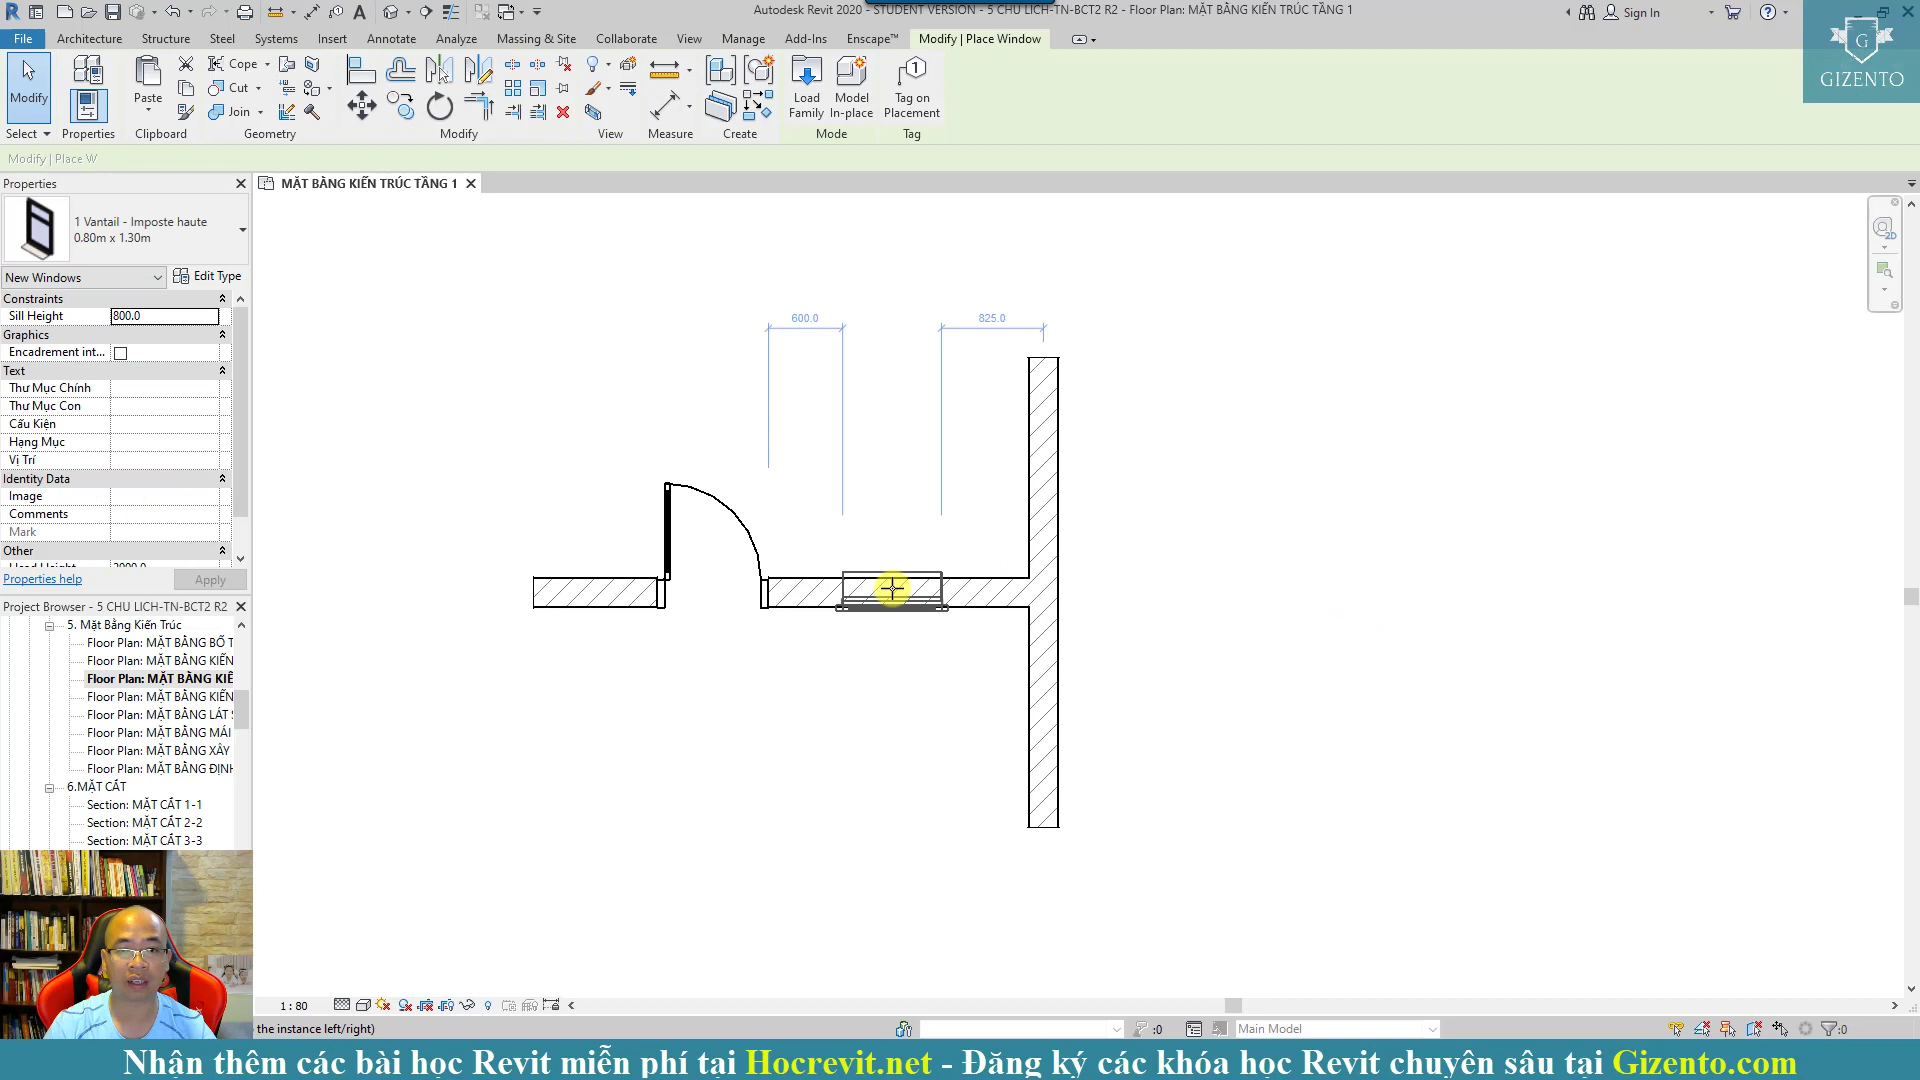 Autodesk Revit 2020 - STUDENT VERSION - 5 CHU LICH-TN-BCT2 R2 - Floor Plan: MẶT BẰNG KIẾN TRÚC TẦNG 1
Sign In
File
Architecture
Structure
Steel
Systems
Insert
Annotate
Analyze
Massing & Site
Collaborate
View
Manage
Add-Ins
Enscape™
Modify | Place Window
G
GIZENTO
Modify
Paste
Cope
Cut
Join
Load Family
Model In-place
Tag on Placement
Select
Properties
Clipboard
Geometry
Modify
View
Measure
Create
Mode
Tag
Modify | Place W
Properties
MẶT BẰNG KIẾN TRÚC TẦNG 1
1 Vantail - Imposte haute
0.80m x 1.30m
New Windows
Edit Type
Constraints
Sill Height 800.0
Graphics
Encadrement int...
Text
Thư Mục Chính
Thư Mục Con
Cấu Kiện
Hạng Mục
Vị Trí
Identity Data
Image
Comments
Mark
Other
Properties help
Apply
2D
600.0
825.0
Project Browser - 5 CHU LICH-TN-BCT2 R2
5. Mặt Bằng Kiến Trúc
Floor Plan: MẶT BẰNG BỐ T
Floor Plan: MẶT BẰNG KIẾN
Floor Plan: MẶT BẰNG KIẾ
Floor Plan: MẶT BẰNG KIẾN
Floor Plan: MẶT BẰNG LÁT
Floor Plan: MẶT BẰNG MÁI
Floor Plan: MẶT BẰNG XÂY
Floor Plan: MẶT BẰNG ĐỊNH
6.MẶT CẮT
Section: MẶT CẮT 1-1
Section: MẶT CẮT 2-2
Section: MẶT CẮT 3-3
1 : 80
the instance left/right)
:0
Main Model
:0
Nhận thêm các bài học Revit miễn phí tại Hocrevit.net - Đăng ký các khóa học Revit chuyên sâu tại Gizento.com